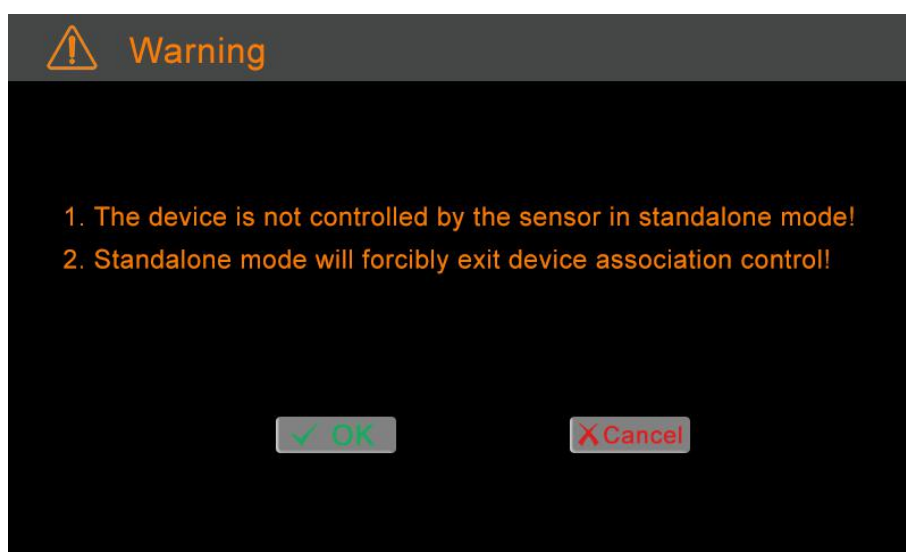 Warning
1. The device is not controlled by the sensor in standalone mode!
2. Standalone mode will forcibly exit device association control!
OK
Cancel